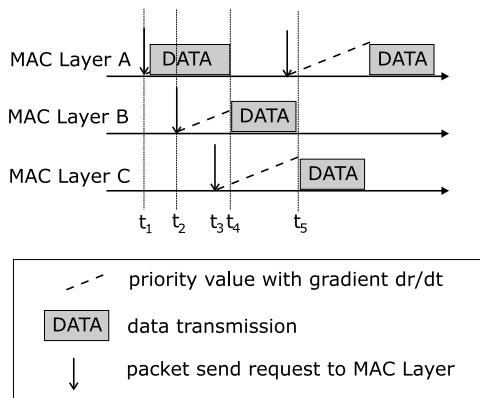 MAC Layer A
DATA
DATA
MAC Layer B
DATA
MAC Layer C
DATA
t1 t2 t3 t4 t5
priority value with gradient dr/dt
DATA
data transmission
packet send request to MAC Layer